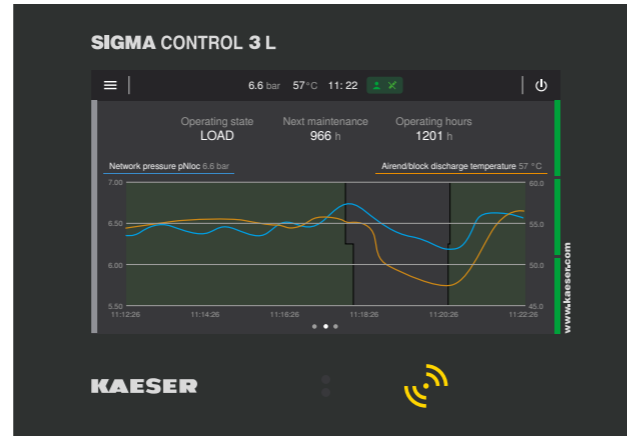 SIGMA CONTROL 3 L
6.6 bar 57°C 11:22
Operating state Next maintenance Operating hours
LOAD 966 h 1201 h
Network pressure pNloc 6.6 bar Airend/block discharge temperature 57 °C
7.00 60.0
6.50 55.0
6.00 50.0
5.50 45.0
11:12:26 11:14:26 11:16:26 11:18:26 11:20:26 11:22:26
www.kaeser.com
KAESER